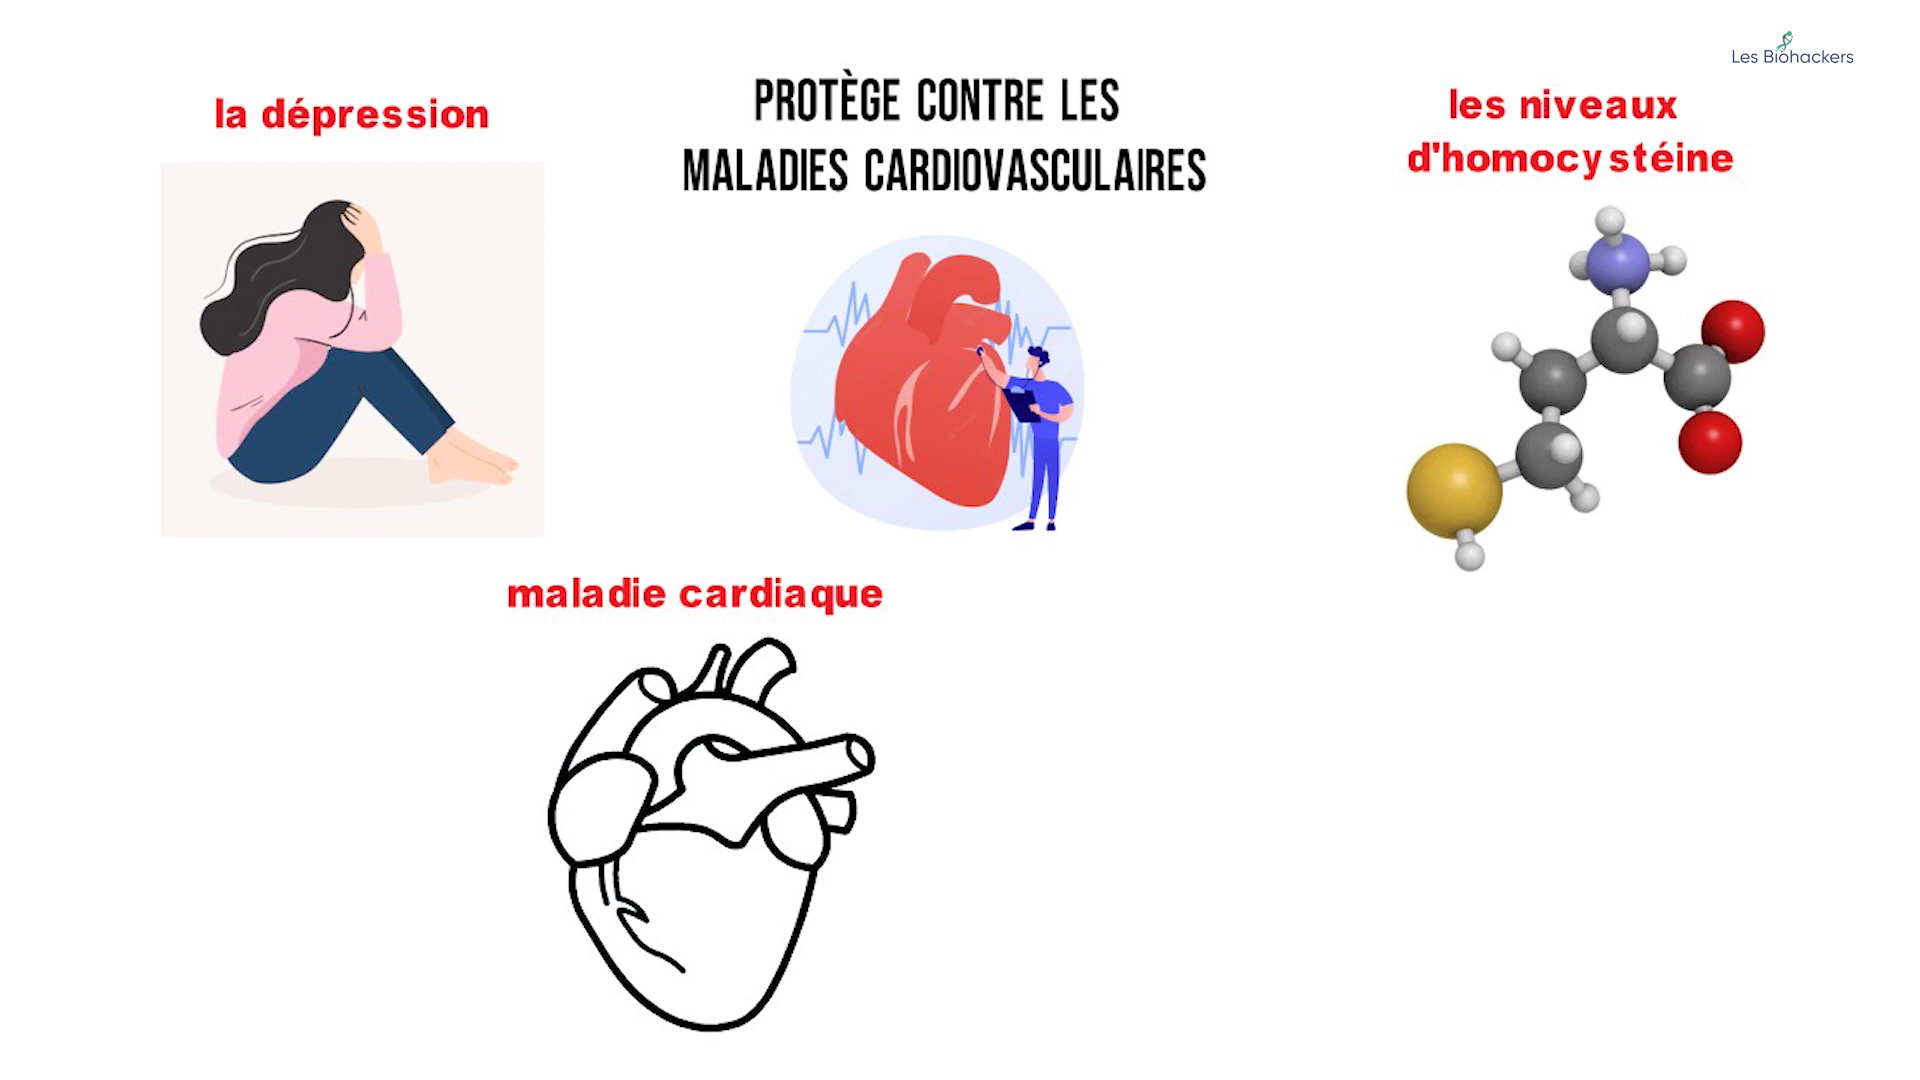 Les Biohackers
la dépression
PROTÈGE CONTRE LES
MALADIES CARDIOVASCULAIRES
les niveaux
d'homocystéine
maladie cardiaque